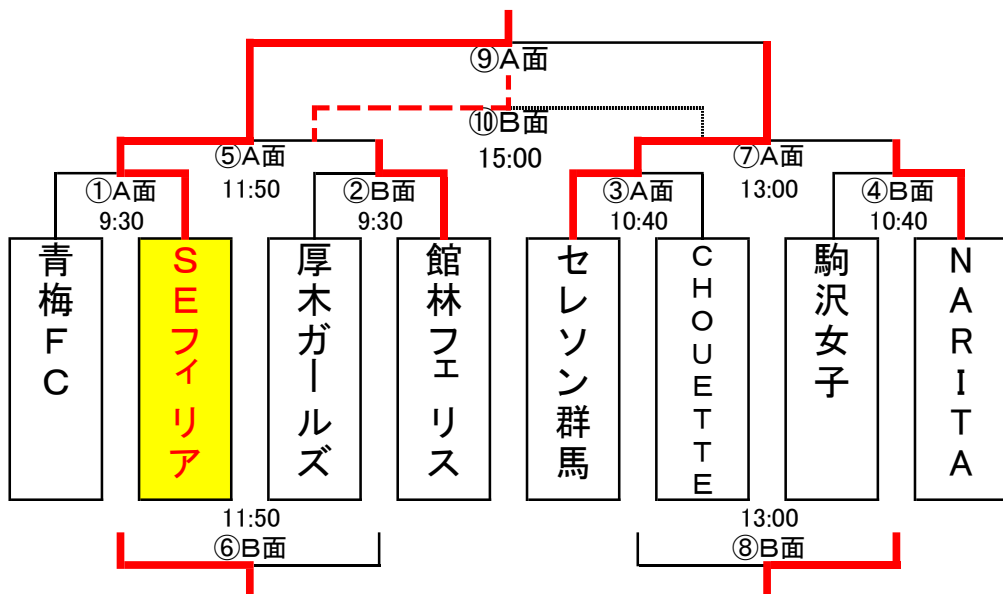 ⑨A面
⑩B面
15:00
⑤A面
11:50
⑦A面
13:00
①A面
9:30
②B面
9:30
③A面
10:40
④B面
10:40
青梅FC
SEフィリア
厚木ガールズ
館林フェリス
セレソン群馬
CHOUETTE
駒沢女子
NARITA
11:50
⑥B面
13:00
⑧B面